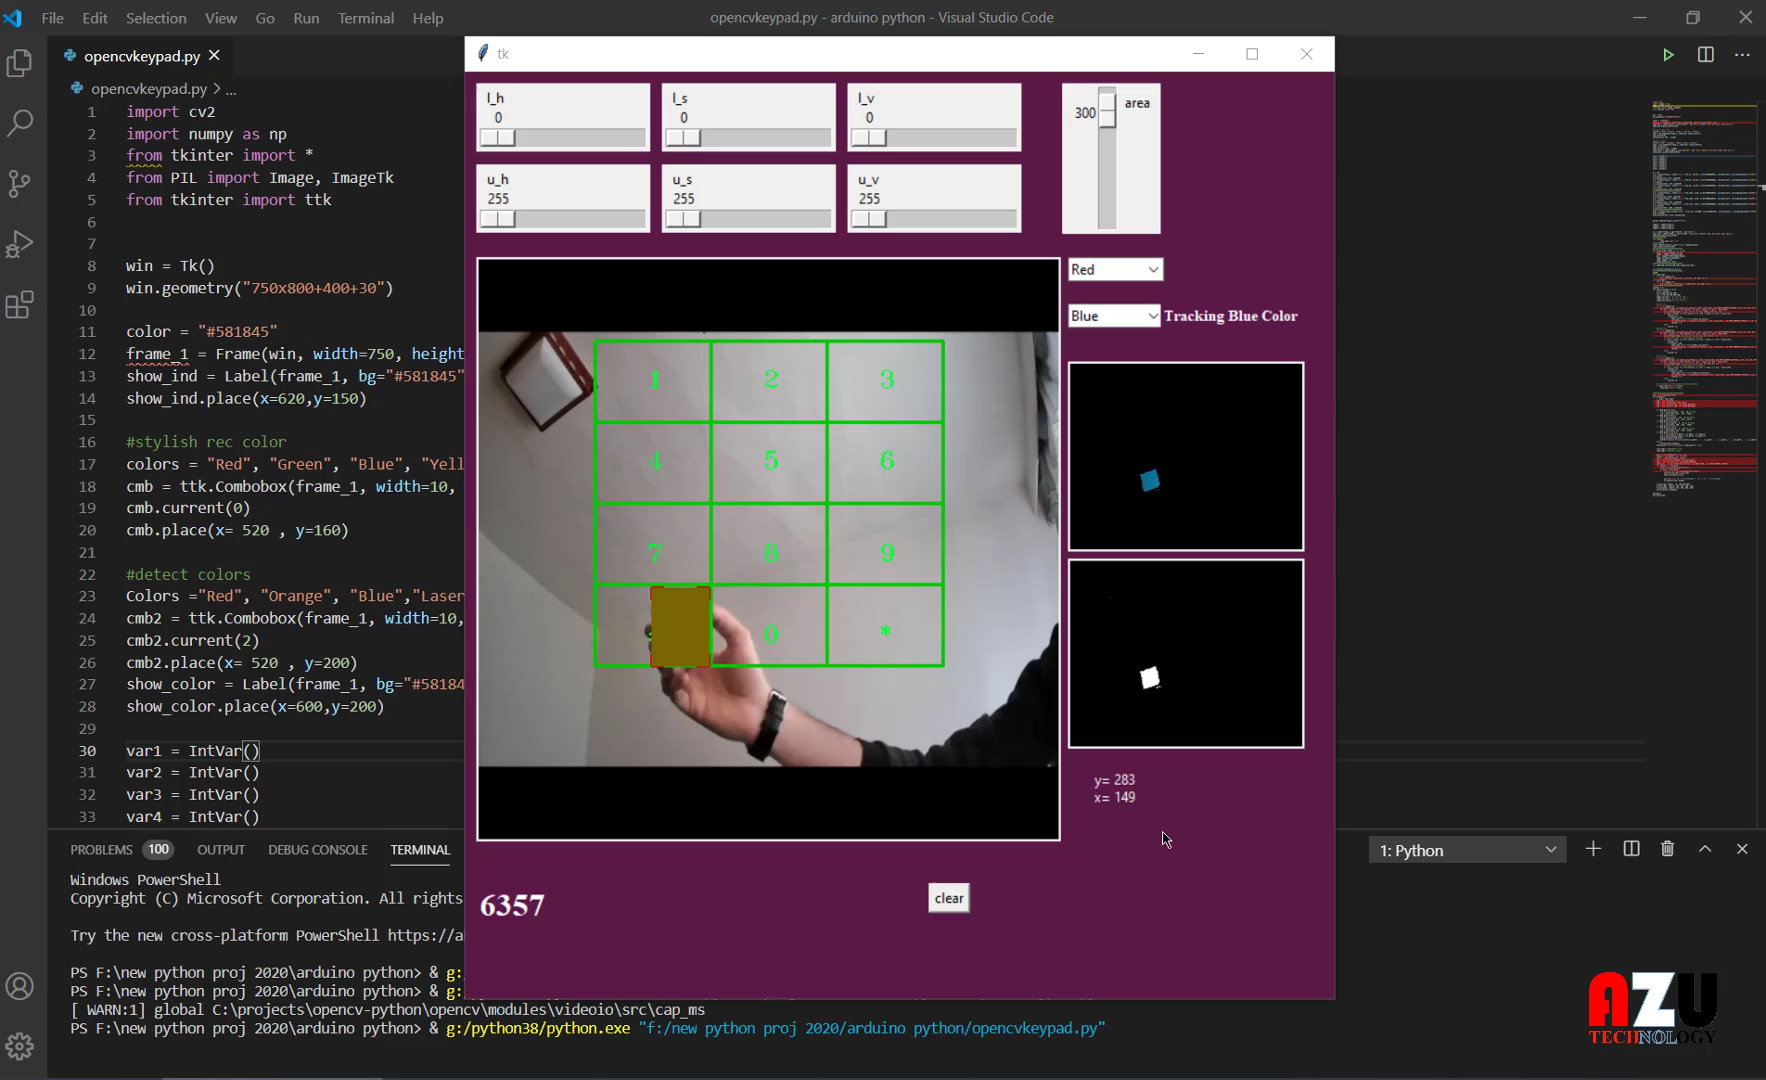 File Edit Selection View Go Run Terminal Help
opencvkeypad.py - arduino python - Visual Studio Code
opencvkeypad.py
opencvkeypad.py > ...
1 import cv2
2 import numpy as np
3 from tkinter import *
4 from PIL import Image, ImageTk
5 from tkinter import ttk
6
7
8 win = Tk()
9 win.geometry("750x800+400+30")
10
11 color = "#581845"
12 frame_1 = Frame(win, width=750, height
13 show_ind = Label(frame_1, bg="#581845"
14 show_ind.place(x=620,y=150)
15
16 #stylish rec color
17 colors = "Red", "Green", "Blue", "Yell
18 cmb = ttk.Combobox(frame_1, width=10,
19 cmb.current(0)
20 cmb.place(x= 520 , y=160)
21
22 #detect colors
23 Colors ="Red", "Orange", "Blue","Laser
24 cmb2 = ttk.Combobox(frame_1, width=10,
25 cmb2.current(2)
26 cmb2.place(x= 520 , y=200)
27 show_color = Label(frame_1, bg="#58184
28 show_color.place(x=600,y=200)
29
30 var1 = IntVar()
31 var2 = IntVar()
32 var3 = IntVar()
33 var4 = IntVar()
tk
l_h
0
l_s
0
l_v
0
300 area
u_h
255
u_s
255
u_v
255
Red
Blue Tracking Blue Color
1 2 3
4 5 6
7 8 9
0 *
y= 283
x= 149
6357
clear
PROBLEMS 100 OUTPUT DEBUG CONSOLE TERMINAL
1: Python
Windows PowerShell
Copyright (C) Microsoft Corporation. All rights
Try the new cross-platform PowerShell https://a
PS F:\new python proj 2020\arduino python> & g:
PS F:\new python proj 2020\arduino python> & g:
[ WARN:1] global C:\projects\opencv-python\opencv\modules\videoio\src\cap_ms
PS F:\new python proj 2020\arduino python> & g:/python38/python.exe "f:/new python proj 2020/arduino python/opencvkeypad.py"
AZU
TECHNOLOGY